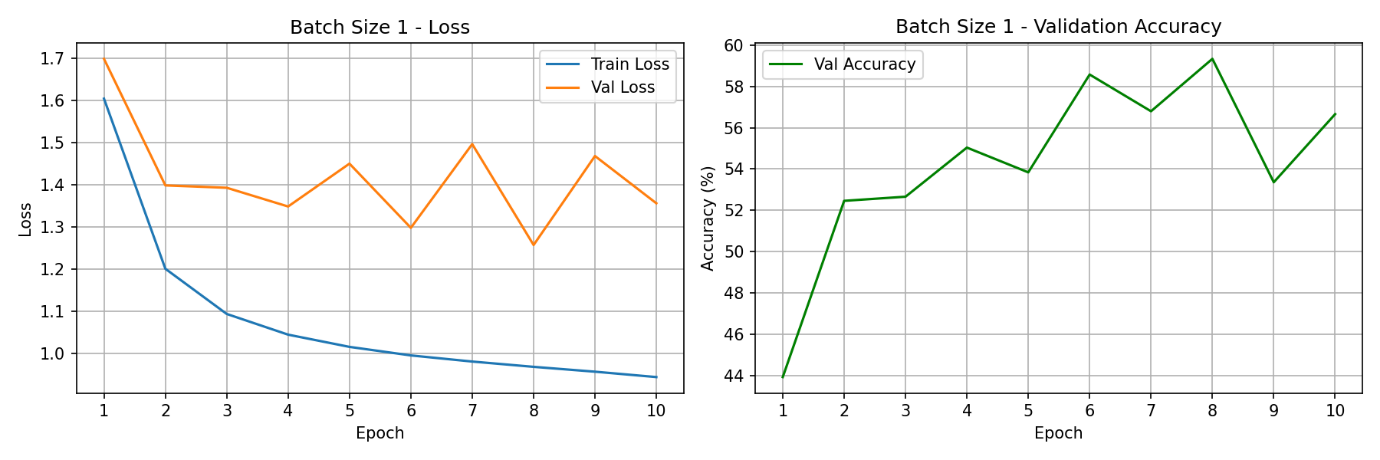 Batch Size 1 - Loss
1.7
1.6
1.5
1.4
1.3
1.2
1.1
1.0
Loss
Train Loss
Val Loss
1 2 3 4 5 6 7 8 9 10
Epoch
Batch Size 1 - Validation Accuracy
60
58
56
54
52
50
48
46
44
Accuracy (%)
Val Accuracy
1 2 3 4 5 6 7 8 9 10
Epoch